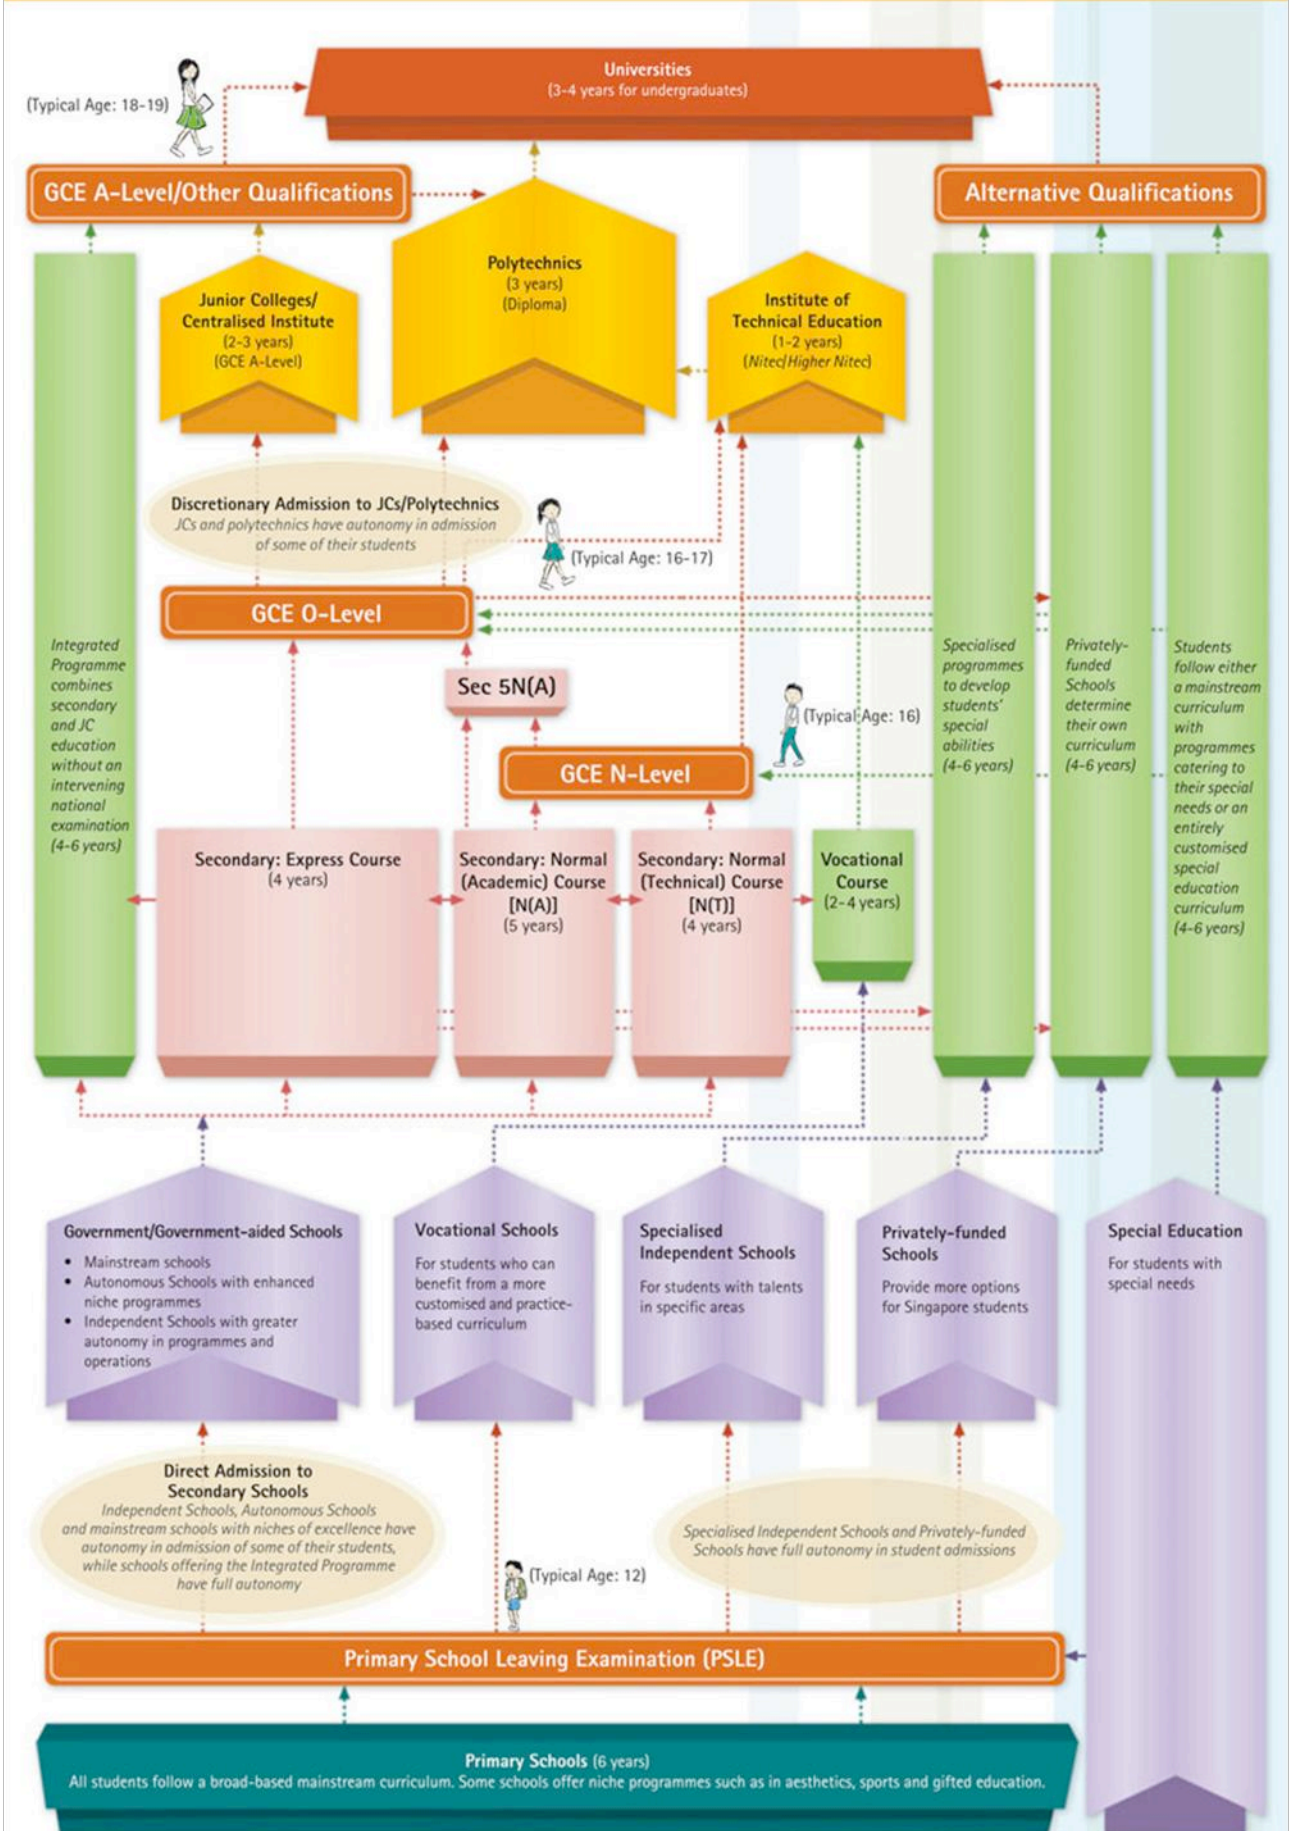 Universities
(3-4 years for undergraduates)
(Typical Age: 18-19)
GCE A-Level/Other Qualifications
Alternative Qualifications
Polytechnics
(3 years)
(Diploma)
Junior Colleges/
Centralised Institute
(2-3 years)
(GCE A-Level)
Institute of
Technical Education
(1-2 years)
(Nitec/Higher Nitec)
Discretionary Admission to JCs/Polytechnics
JCs and polytechnics have autonomy in admission
of some of their students
(Typical Age: 16-17)
GCE O-Level
Integrated
Programme
combines
secondary
and JC
education
without an
intervening
national
examination
(4-6 years)
Sec 5N(A)
(Typical Age: 16)
GCE N-Level
Specialised
programmes
to develop
students'
special
abilities
(4-6 years)
Privately-
funded
Schools
determine
their own
curriculum
(4-6 years)
Students
follow either
a mainstream
curriculum
with
programmes
catering to
their special
needs or an
entirely
customised
special
education
curriculum
(4-6 years)
Secondary: Express Course
(4 years)
Secondary: Normal
(Academic) Course
[N(A)]
(5 years)
Secondary: Normal
(Technical) Course
[N(T)]
(4 years)
Vocational
Course
(2-4 years)
Government/Government-aided Schools
• Mainstream schools
• Autonomous Schools with enhanced
niche programmes
• Independent Schools with greater
autonomy in programmes and
operations
Vocational Schools
For students who can
benefit from a more
customised and practice-
based curriculum
Specialised
Independent Schools
For students with talents
in specific areas
Privately-funded
Schools
Provide more options
for Singapore students
Special Education
For students with
special needs
Direct Admission to
Secondary Schools
Independent Schools, Autonomous Schools
and mainstream schools with niches of excellence have
autonomy in admission of some of their students,
while schools offering the Integrated Programme
have full autonomy
Specialised Independent Schools and Privately-funded
Schools have full autonomy in student admissions
(Typical Age: 12)
Primary School Leaving Examination (PSLE)
Primary Schools (6 years)
All students follow a broad-based mainstream curriculum. Some schools offer niche programmes such as in aesthetics, sports and gifted education.